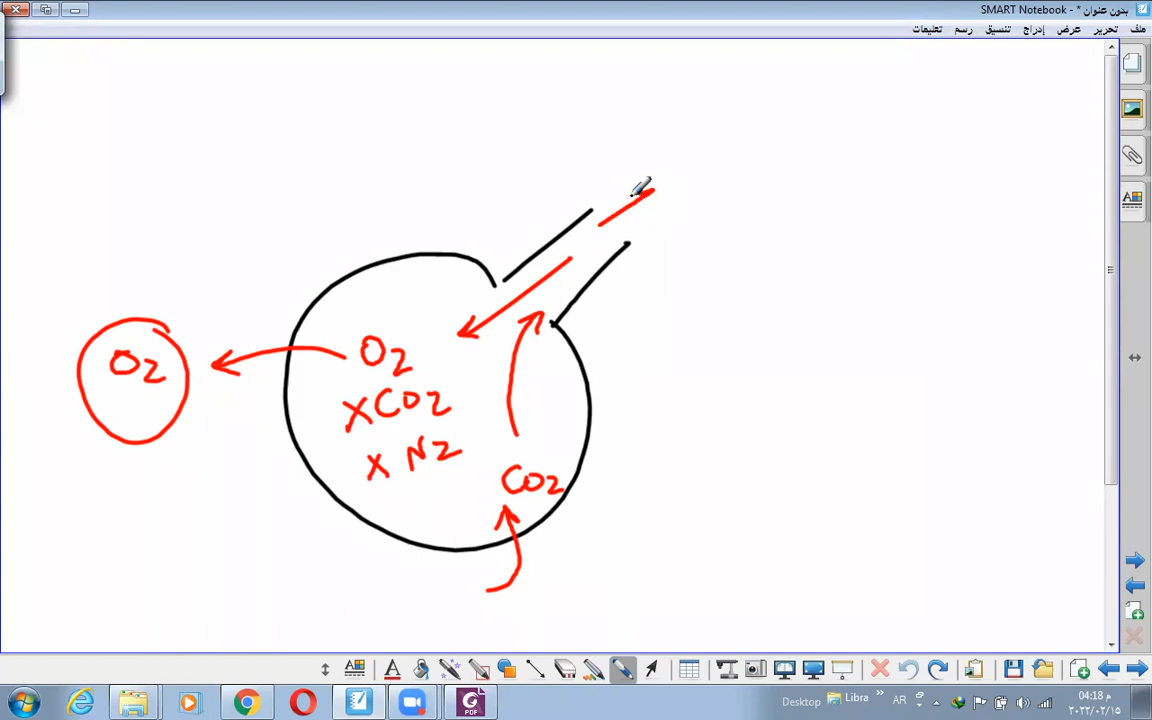 بدون عنوان * - SMART Notebook
ملف تحرير عرض إدراج تنسيق رسم تعليمات
O2
O2
XCO2
X N2
CO2
Desktop
Libra
»
AR
04:18 م
٢٠٢٢/٠٢/١٥